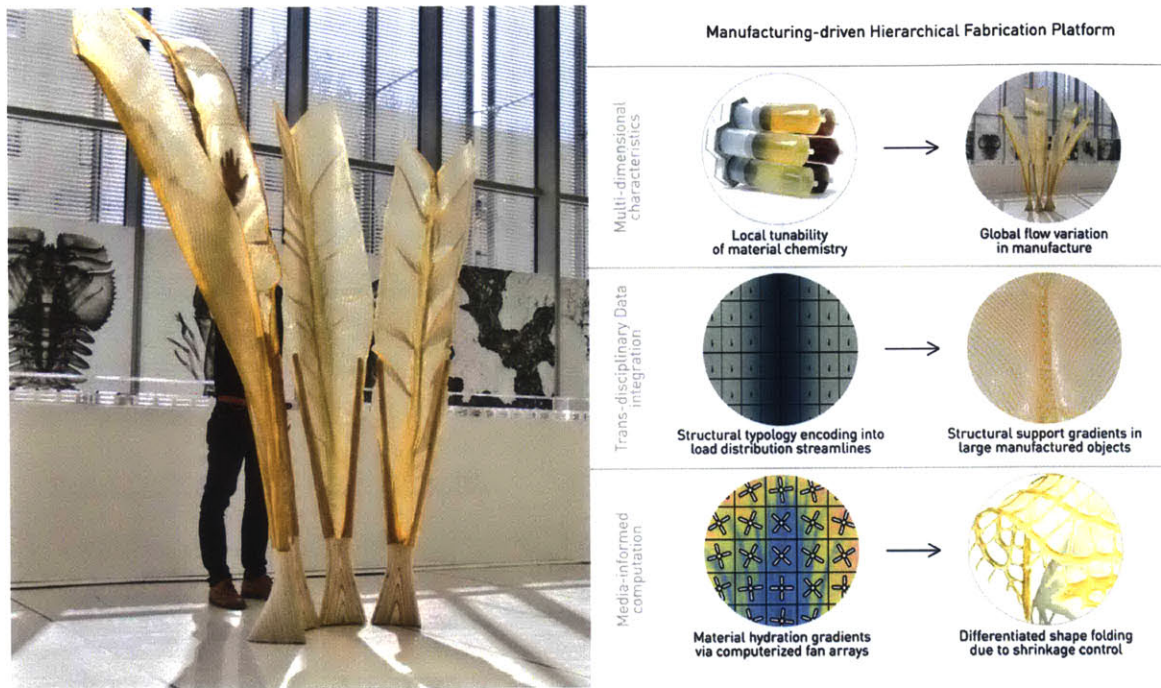 Manufacturing-driven Hierarchical Fabrication Platform
Multi-dimensional
characteristics
Local tunability
of material chemistry
Global flow variation
in manufacture
Trans-disciplinary Data
integration
Structural typology encoding into
load distribution streamlines
Structural support gradients in
large manufactured objects
Media-informed
computation
Material hydration gradients
via computerized fan arrays
Differentiated shape folding
due to shrinkage control